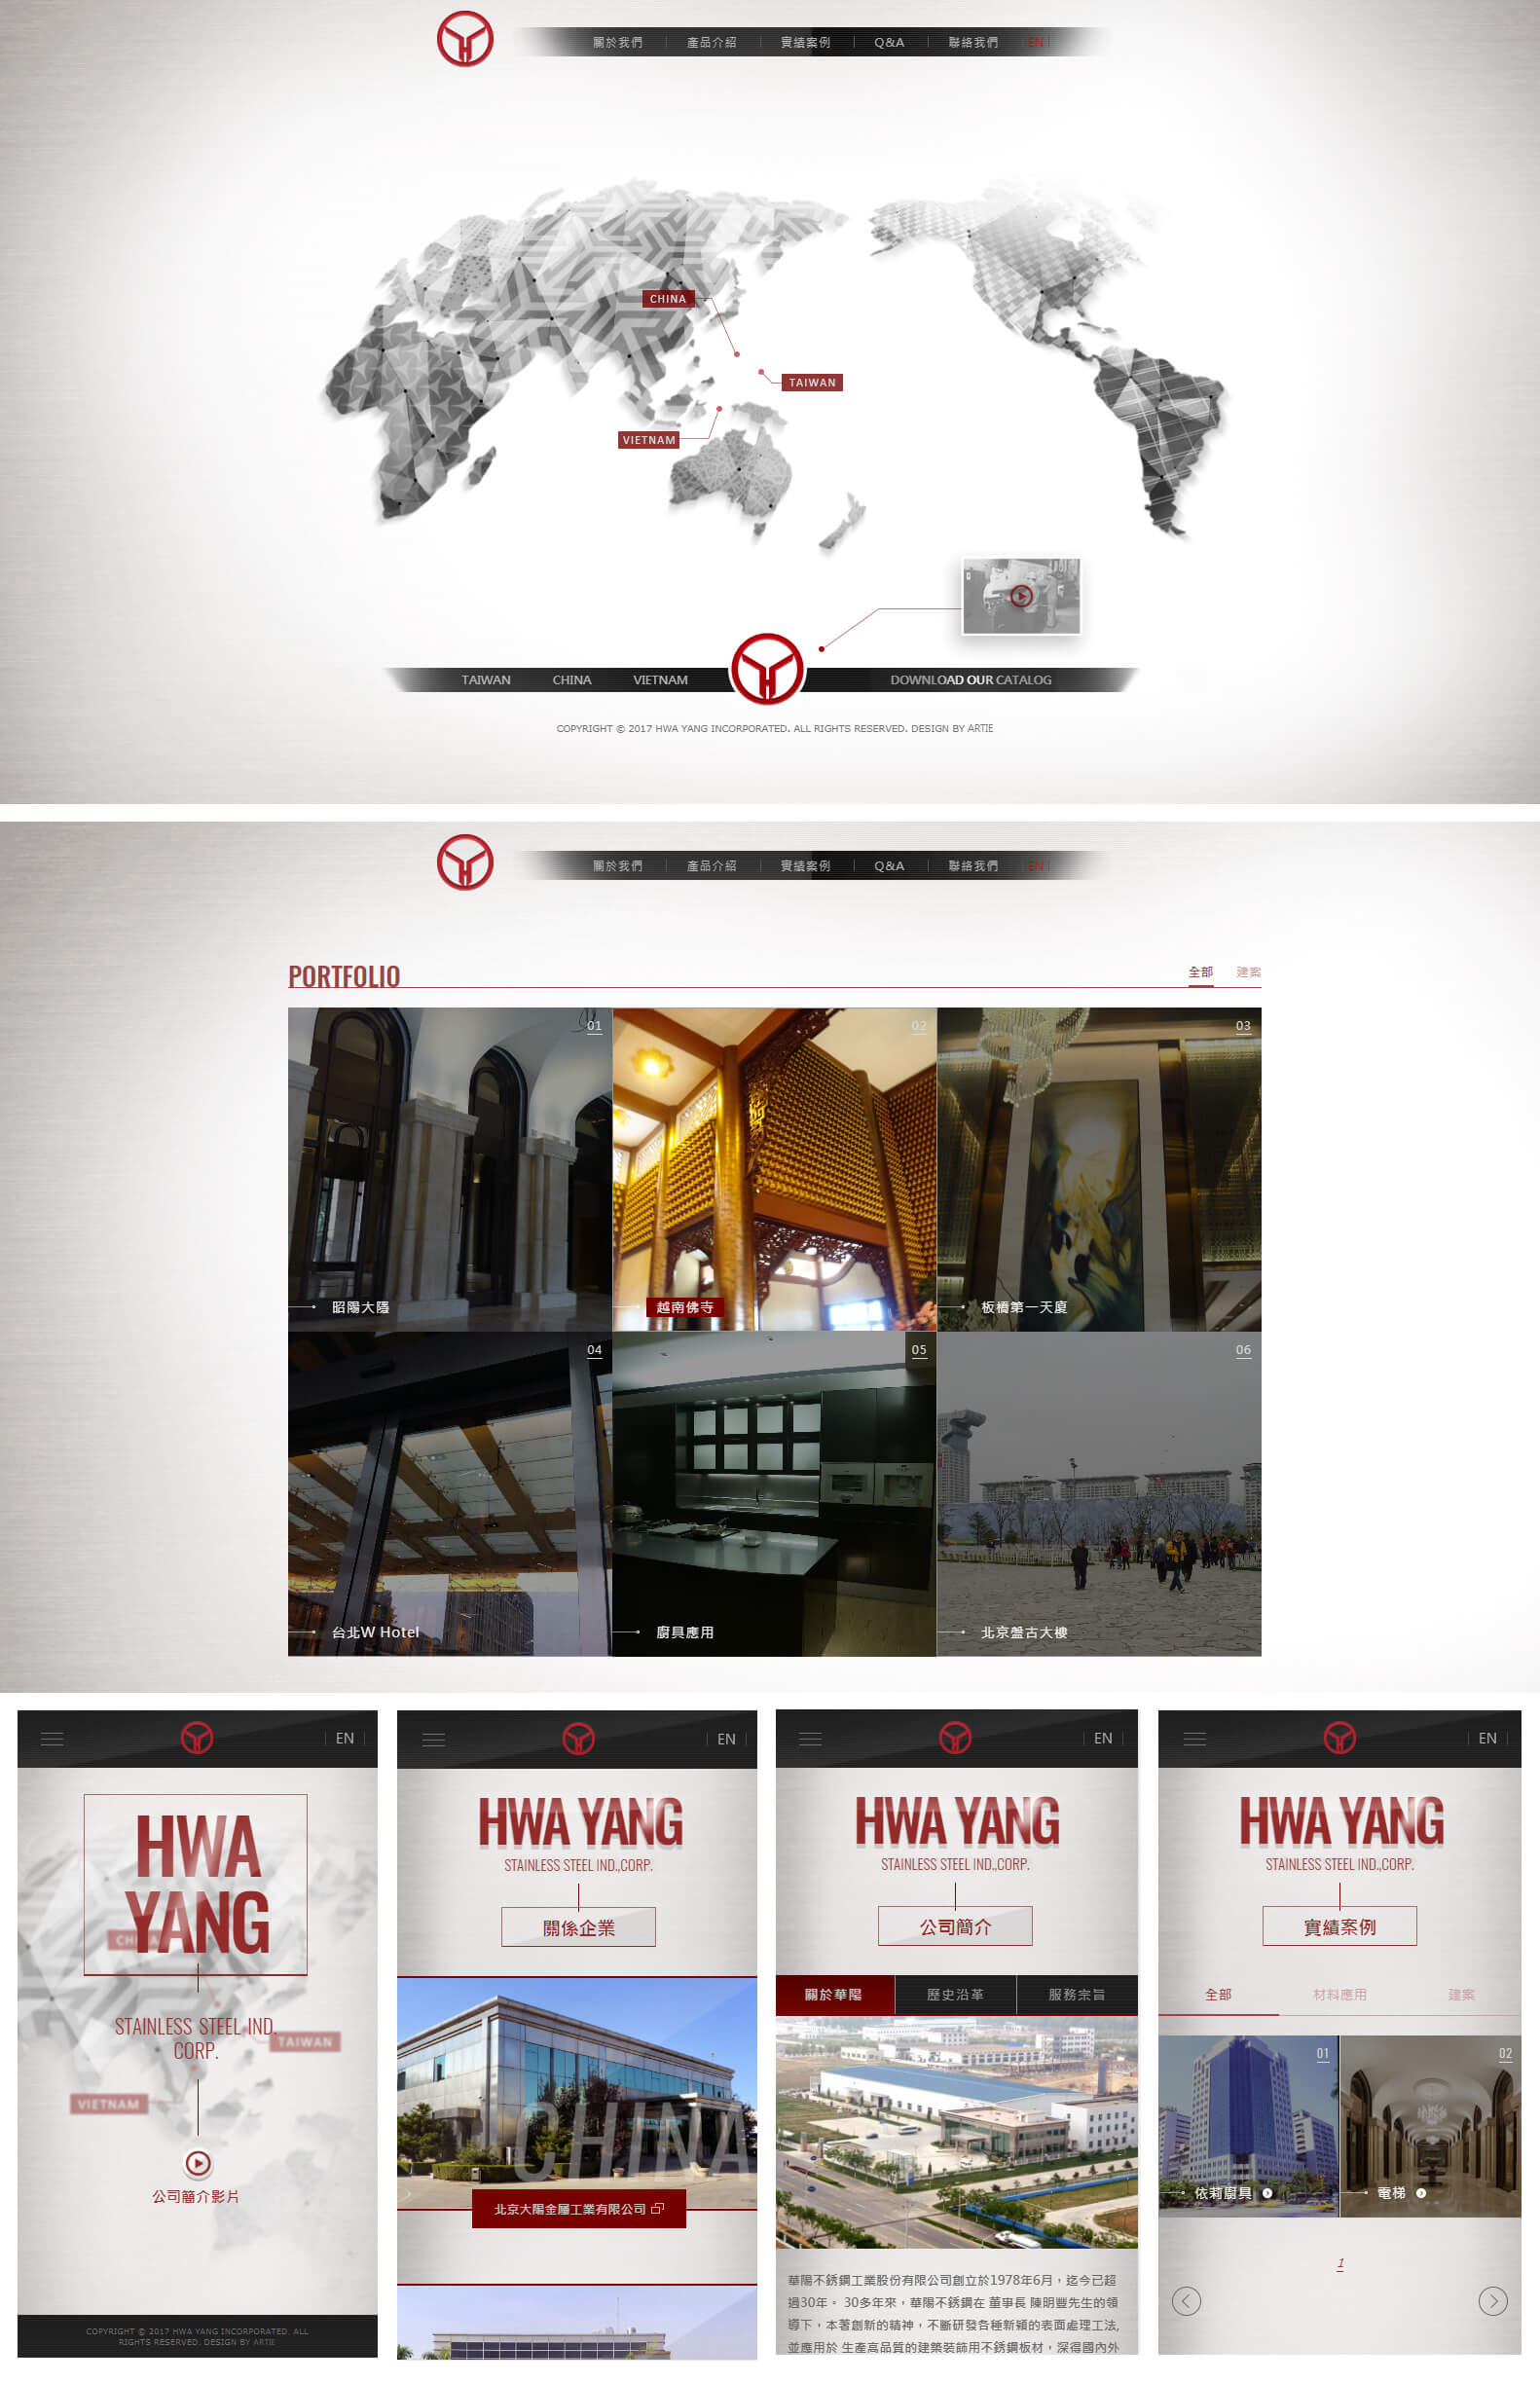 關於我們 產品介紹 實績案例 Q&A 聯絡我們 EN
CHINA
TAIWAN
VIETNAM
TAIWAN CHINA VIETNAM DOWNLOAD OUR CATALOG
COPYRIGHT © 2017 HWA YANG INCORPORATED. ALL RIGHTS RESERVED. DESIGN BY ARTIE
關於我們 產品介紹 實績案例 Q&A 聯絡我們 EN
PORTFOLIO
全部 建案
01
昭陽大隱
02
越南佛寺
03
板橋第一天廈
04
台北W Hotel
05
廚具應用
06
北京盤古大樓
EN
HWA
YANG
CHINA
STAINLESS STEEL IND.
CORP.
TAIWAN
VIETNAM
公司簡介影片
COPYRIGHT © 2017 HWA YANG INCORPORATED. ALL
RIGHTS RESERVED. DESIGN BY ARTIE
EN
HWA YANG
STAINLESS STEEL IND.,CORP.
關係企業
CHINA
北京大陽金屬工業有限公司
EN
HWA YANG
STAINLESS STEEL IND.,CORP.
公司簡介
關於華陽 歷史沿革 服務宗旨
華陽不銹鋼工業股份有限公司創立於1978年6月，迄今已超
過30年。 30多年來，華陽不銹鋼在 董事長 陳明豐先生的領
導下，本著創新的精神，不斷研發各種新穎的表面處理工法,
並應用於 生產高品質的建築裝飾用不銹鋼板材，深得國內外
EN
HWA YANG
STAINLESS STEEL IND.,CORP.
實績案例
全部 材料應用 建案
01
依莉廚具
02
電梯
1